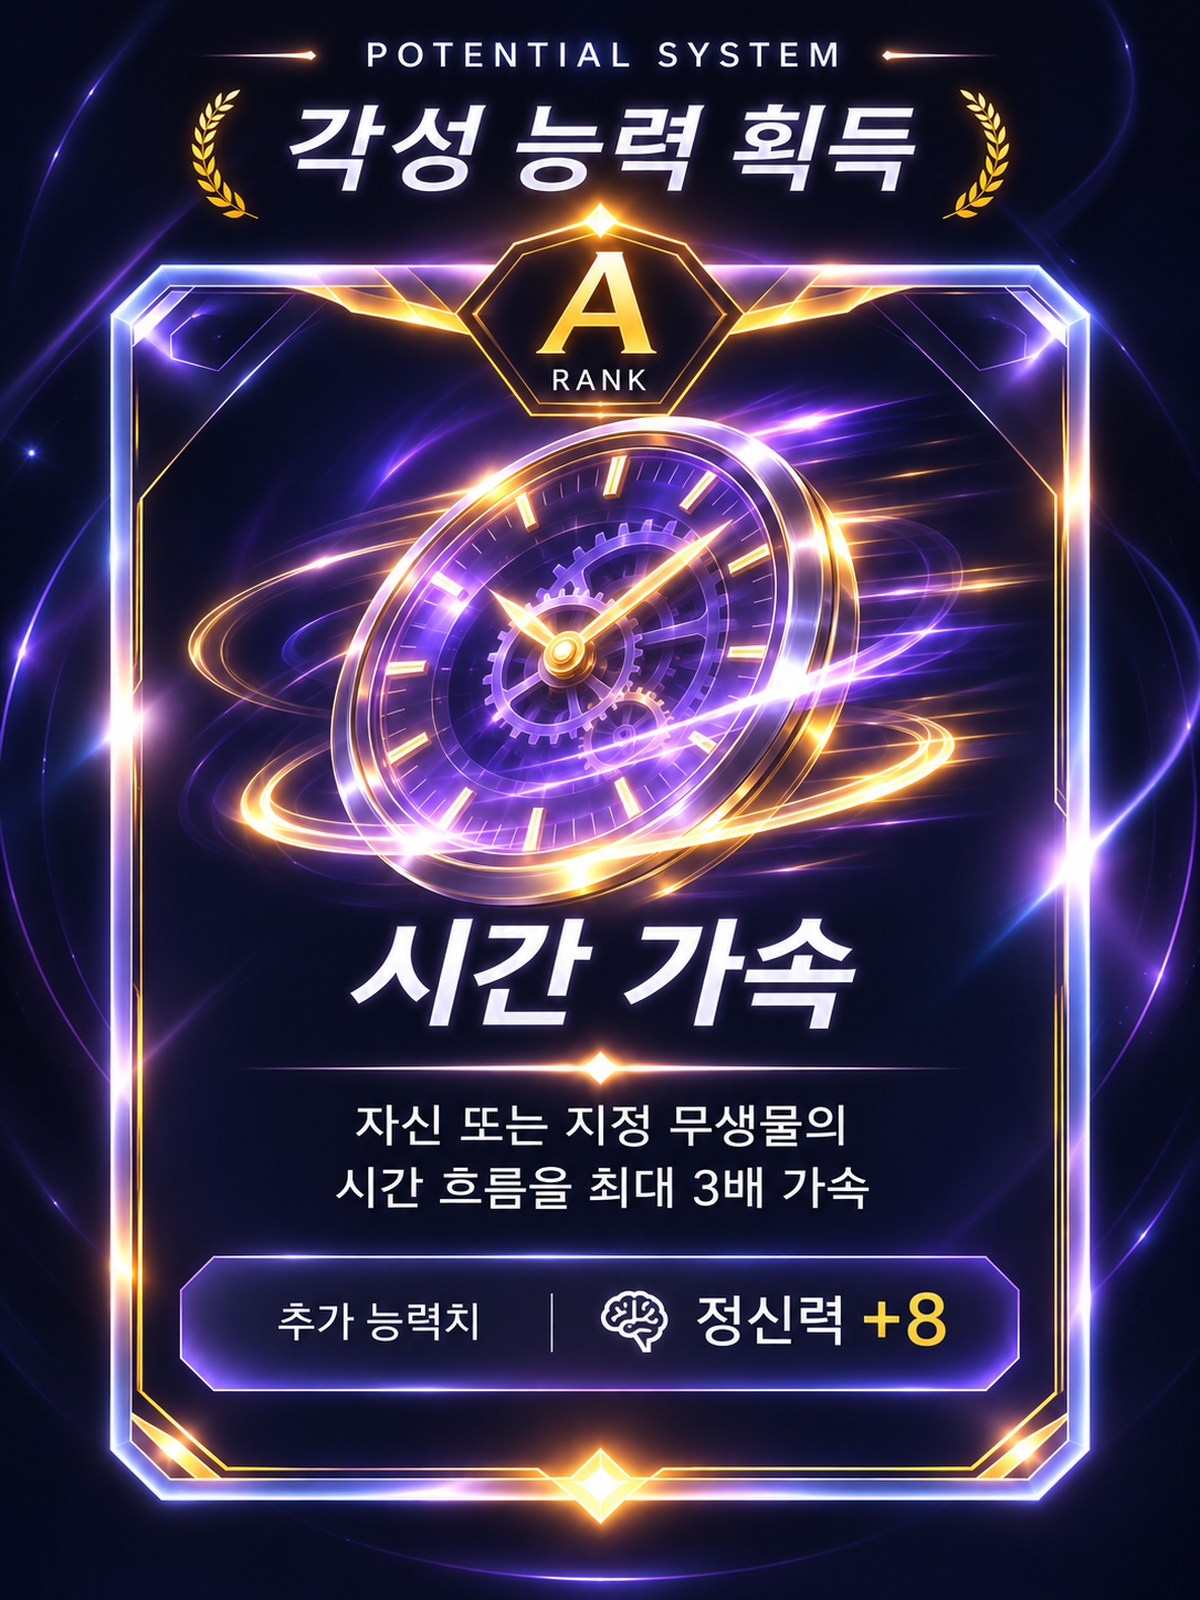 POTENTIAL SYSTEM
각성 능력 획득
A
RANK
시간 가속
자신 또는 지정 무생물의
시간 흐름을 최대 3배 가속
추가 능력치
정신력 +8